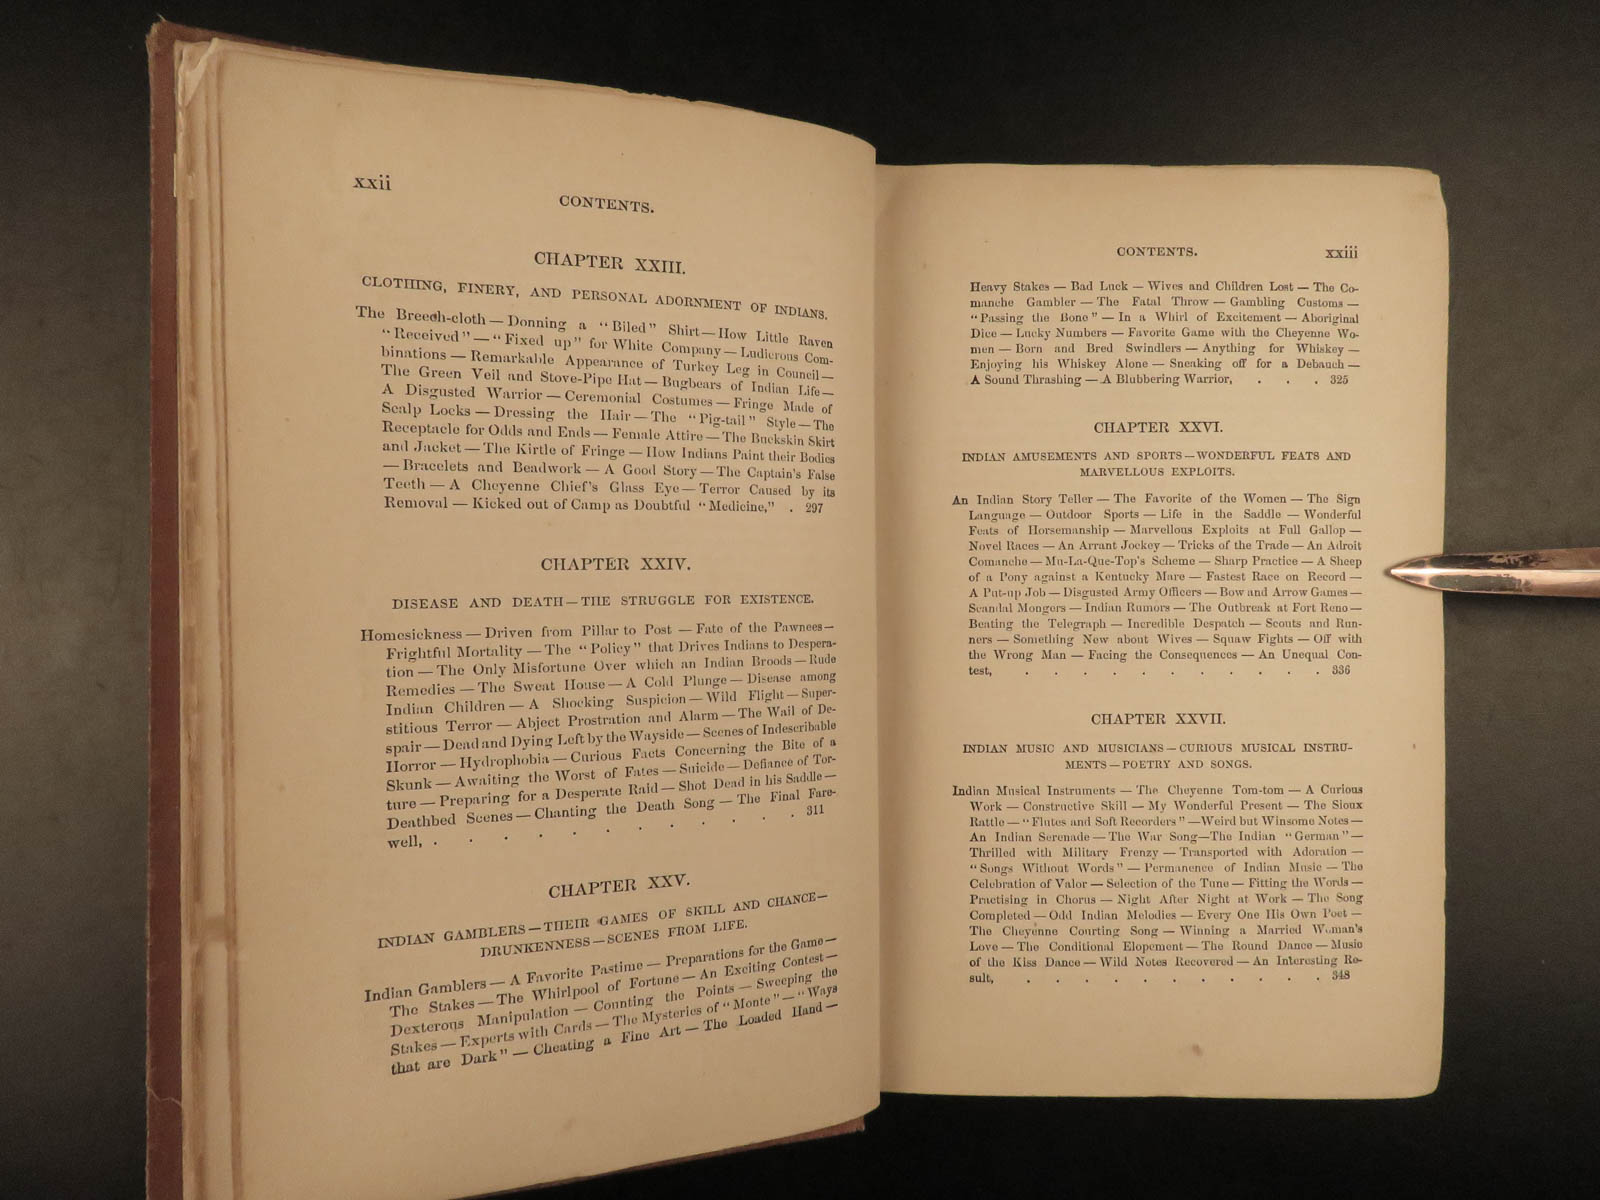 xxii
CONTENTS.
CHAPTER XXIII.
CLOTHING, FINERY, AND PERSONAL ADORNMENT OF INDIANS.
The Breech-cloth — Donning a "Biled" Shirt — How Little Raven
"Received" — "Fixed up" for White Company — Ludicrous Com-
binations — Remarkable Appearance of Turkey Leg in Council —
The Green Veil and Stove-Pipe Hat — Bugbears of Indian Life —
A Disgusted Warrior — Ceremonial Costumes — Fringe Made of
Scalp Locks — Dressing the Hair — The "Pig-tail" Style — The
Receptacle for Odds and Ends — Female Attire — The Buckskin Skirt
and Jacket — The Kirtle of Fringe — How Indians Paint their Bodies
— Bracelets and Beadwork — A Good Story — The Captain's False
Teeth — A Cheyenne Chief's Glass Eye — Terror Caused by its
Removal — Kicked out of Camp as Doubtful "Medicine," . 297
CHAPTER XXIV.
DISEASE AND DEATH — THE STRUGGLE FOR EXISTENCE.
Homesickness — Driven from Pillar to Post — Fate of the Pawnees —
Frightful Mortality — The "Policy" that Drives Indians to Despera-
tion — The Only Misfortune Over which an Indian Broods — Rude
Remedies — The Sweat House — A Cold Plunge — Disease among
Indian Children — A Shocking Suspicion — Wild Flight — Super-
stitious Terror — Abject Prostration and Alarm — The Wail of De-
spair — Dead and Dying Left by the Wayside — Scenes of Indescribable
Horror — Hydrophobia — Curious Facts Concerning the Bite of a
Skunk — Awaiting the Worst of Fates — Suicide — Defiance of Tor-
ture — Preparing for a Desperate Raid — Shot Dead in his Saddle —
Deathbed Scenes — Chanting the Death Song — The Final Fare-
well, . . . . . . . . . . . 311
CHAPTER XXV.
INDIAN GAMBLERS — THEIR GAMES OF SKILL AND CHANCE —
DRUNKENNESS — SCENES FROM LIFE.
Indian Gamblers — A Favorite Pastime — Preparations for the Game —
The Stakes — The Whirlpool of Fortune — An Exciting Contest —
Dexterous Manipulation — Counting the Points — Sweeping the
Stakes — Experts with Cards — The Mysteries of "Monte" — "Ways
that are Dark" — Cheating a Fine Art — The Loaded Hand —
CONTENTS. xxiii
Heavy Stakes — Bad Luck — Wives and Children Lost — The Co-
manche Gambler — The Fatal Throw — Gambling Customs —
"Passing the Bone" — In a Whirl of Excitement — Aboriginal
Dice — Lucky Numbers — Favorite Game with the Cheyenne Wo-
men — Born and Bred Swindlers — Anything for Whiskey —
Enjoying his Whiskey Alone — Sneaking off for a Debauch —
A Sound Thrashing — A Blubbering Warrior, . . . 325
CHAPTER XXVI.
INDIAN AMUSEMENTS AND SPORTS — WONDERFUL FEATS AND
MARVELLOUS EXPLOITS.
An Indian Story Teller — The Favorite of the Women — The Sign
Language — Outdoor Sports — Life in the Saddle — Wonderful
Feats of Horsemanship — Marvellous Exploits at Full Gallop —
Novel Races — An Arrant Jockey — Tricks of the Trade — An Adroit
Comanche — Mu-La-Que-Top's Scheme — Sharp Practice — A Sheep
of a Pony against a Kentucky Mare — Fastest Race on Record —
A Put-up Job — Disgusted Army Officers — Bow and Arrow Games —
Scandal Mongers — Indian Rumors — The Outbreak at Fort Reno —
Beating the Telegraph — Incredible Despatch — Scouts and Run-
ners — Something New about Wives — Squaw Fights — Off with
the Wrong Man — Facing the Consequences — An Unequal Con-
test, . . . . . . . . . . . 336
CHAPTER XXVII.
INDIAN MUSIC AND MUSICIANS — CURIOUS MUSICAL INSTRU-
MENTS — POETRY AND SONGS.
Indian Musical Instruments — The Cheyenne Tom-tom — A Curious
Work — Constructive Skill — My Wonderful Present — The Sioux
Rattle — "Flutes and Soft Recorders" — Weird but Winsome Notes —
An Indian Serenade — The War Song — The Indian "German" —
Thrilled with Military Frenzy — Transported with Adoration —
"Songs Without Words" — Permanence of Indian Music — The
Celebration of Valor — Selection of the Tune — Fitting the Words —
Practising in Chorus — Night After Night at Work — The Song
Completed — Odd Indian Melodies — Every One His Own Poet —
The Cheyenne Courting Song — Winning a Married Woman's
Love — The Conditional Elopement — The Round Dance — Music
of the Kiss Dance — Wild Notes Recovered — An Interesting Re-
sult, . . . . . . . . . . . 348